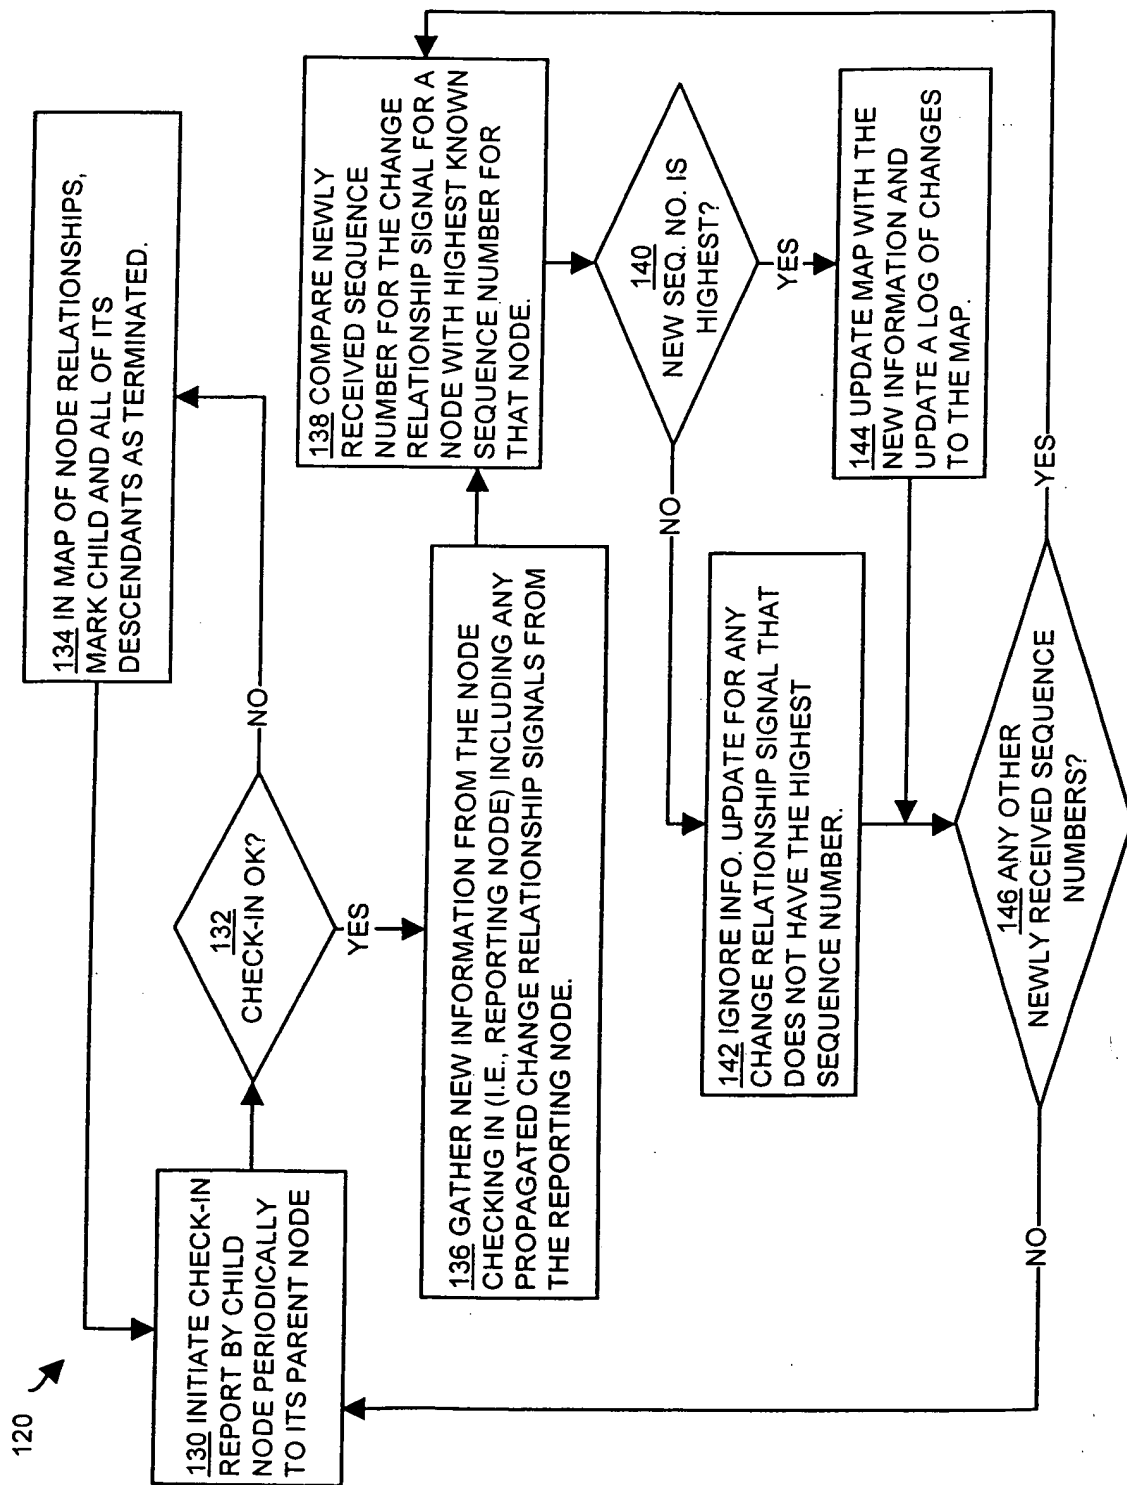 120
130 INITIATE CHECK-IN
REPORT BY CHILD
NODE PERIODICALLY
TO ITS PARENT NODE
132
CHECK-IN OK?
NO
134 IN MAP OF NODE RELATIONSHIPS,
MARK CHILD AND ALL OF ITS
DESCENDANTS AS TERMINATED.
YES
136 GATHER NEW INFORMATION FROM THE NODE
CHECKING IN (I.E., REPORTING NODE) INCLUDING ANY
PROPAGATED CHANGE RELATIONSHIP SIGNALS FROM
THE REPORTING NODE.
138 COMPARE NEWLY
RECEIVED SEQUENCE
NUMBER FOR THE CHANGE
RELATIONSHIP SIGNAL FOR A
NODE WITH HIGHEST KNOWN
SEQUENCE NUMBER FOR
THAT NODE.
140
NEW SEQ. NO. IS
HIGHEST?
NO
YES
142 IGNORE INFO. UPDATE FOR ANY
CHANGE RELATIONSHIP SIGNAL THAT
DOES NOT HAVE THE HIGHEST
SEQUENCE NUMBER.
144 UPDATE MAP WITH THE
NEW INFORMATION AND
UPDATE A LOG OF CHANGES
TO THE MAP.
146 ANY OTHER
NEWLY RECEIVED SEQUENCE
NUMBERS?
NO
YES